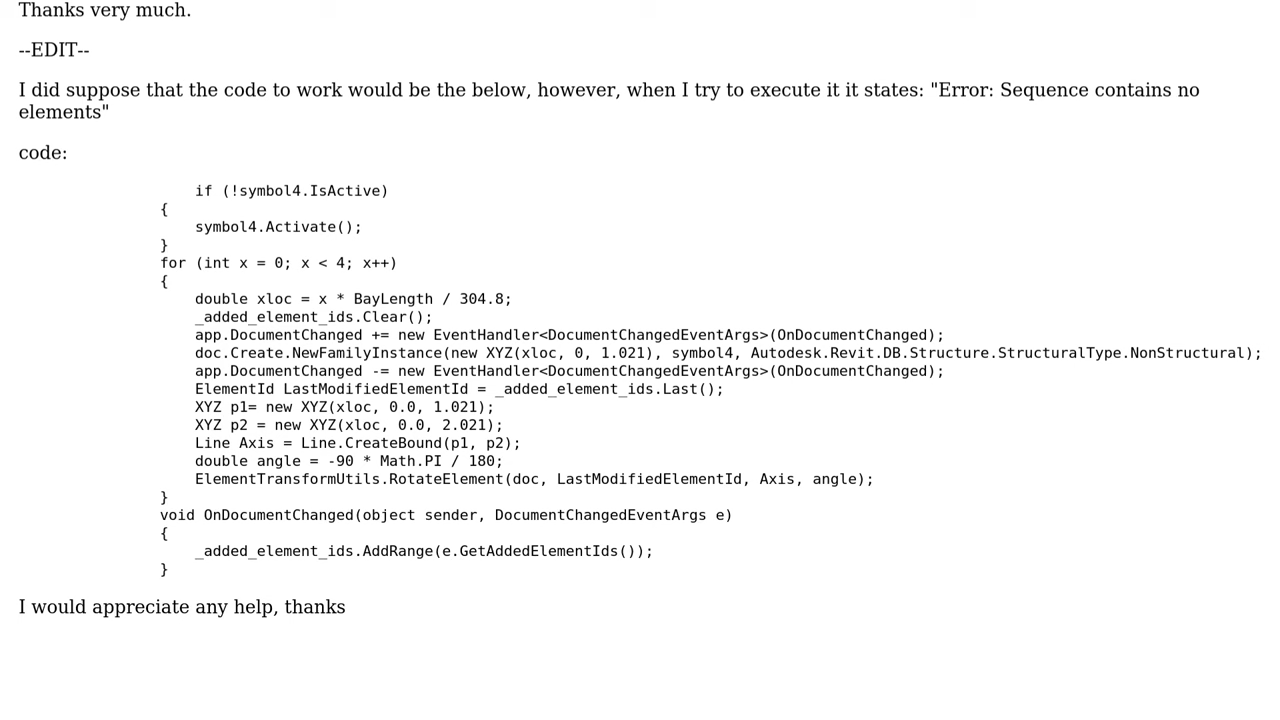 Thanks very much.
--EDIT--
I did suppose that the code to work would be the below, however, when I try to execute it it states: "Error: Sequence contains no
elements"
code:
if (!symbol4.IsActive)
{
symbol4.Activate();
}
for (int x = 0; x < 4; x++)
{
double xloc = x * BayLength / 304.8;
_added_element_ids.Clear();
app.DocumentChanged += new EventHandler<DocumentChangedEventArgs>(OnDocumentChanged);
doc.Create.NewFamilyInstance(new XYZ(xloc, 0, 1.021), symbol4, Autodesk.Revit.DB.Structure.StructuralType.NonStructural);
app.DocumentChanged -= new EventHandler<DocumentChangedEventArgs>(OnDocumentChanged);
ElementId LastModifiedElementId = _added_element_ids.Last();
XYZ p1= new XYZ(xloc, 0.0, 1.021);
XYZ p2 = new XYZ(xloc, 0.0, 2.021);
Line Axis = Line.CreateBound(p1, p2);
double angle = -90 * Math.PI / 180;
ElementTransformUtils.RotateElement(doc, LastModifiedElementId, Axis, angle);
}
void OnDocumentChanged(object sender, DocumentChangedEventArgs e)
{
_added_element_ids.AddRange(e.GetAddedElementIds());
}
I would appreciate any help, thanks